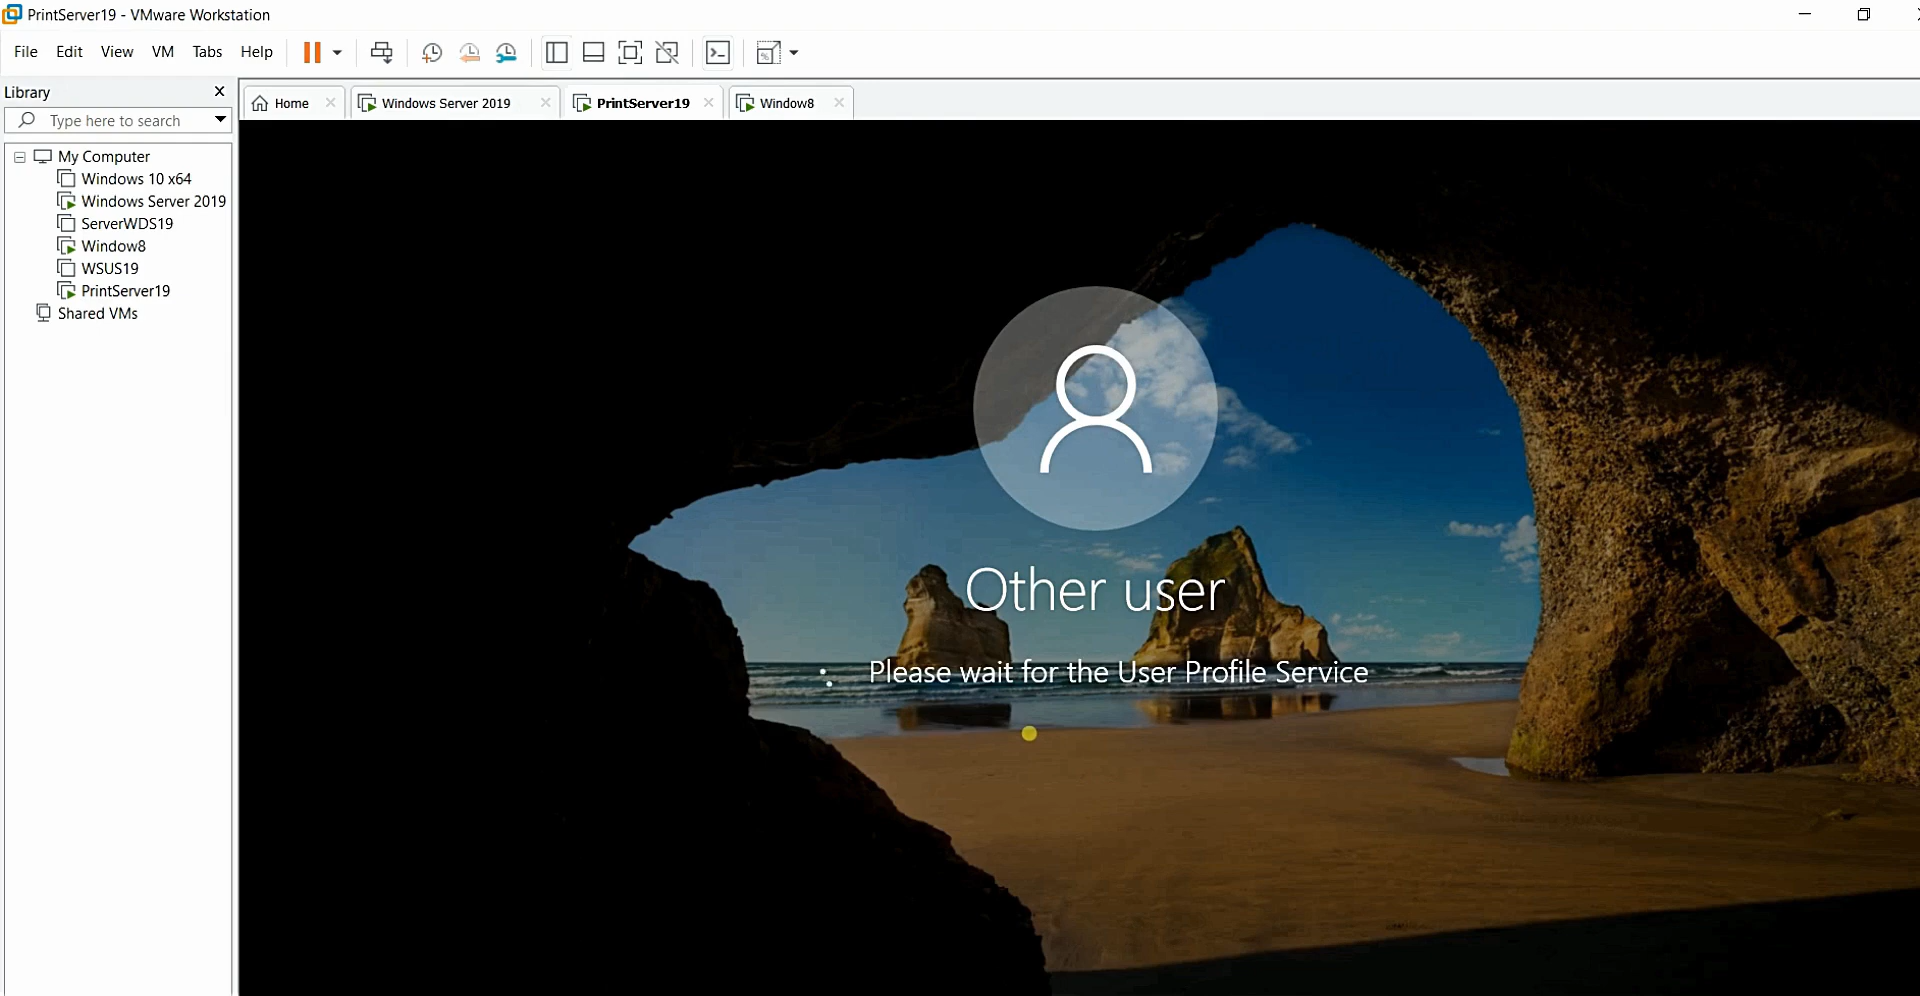 PrintServer19 - VMware Workstation
File Edit View VM Tabs Help
Library
Type here to search
Home
Windows Server 2019
PrintServer19
Window8
My Computer
Windows 10 x64
Windows Server 2019
ServerWDS19
Window8
WSUS19
PrintServer19
Shared VMs
Other user
Please wait for the User Profile Service